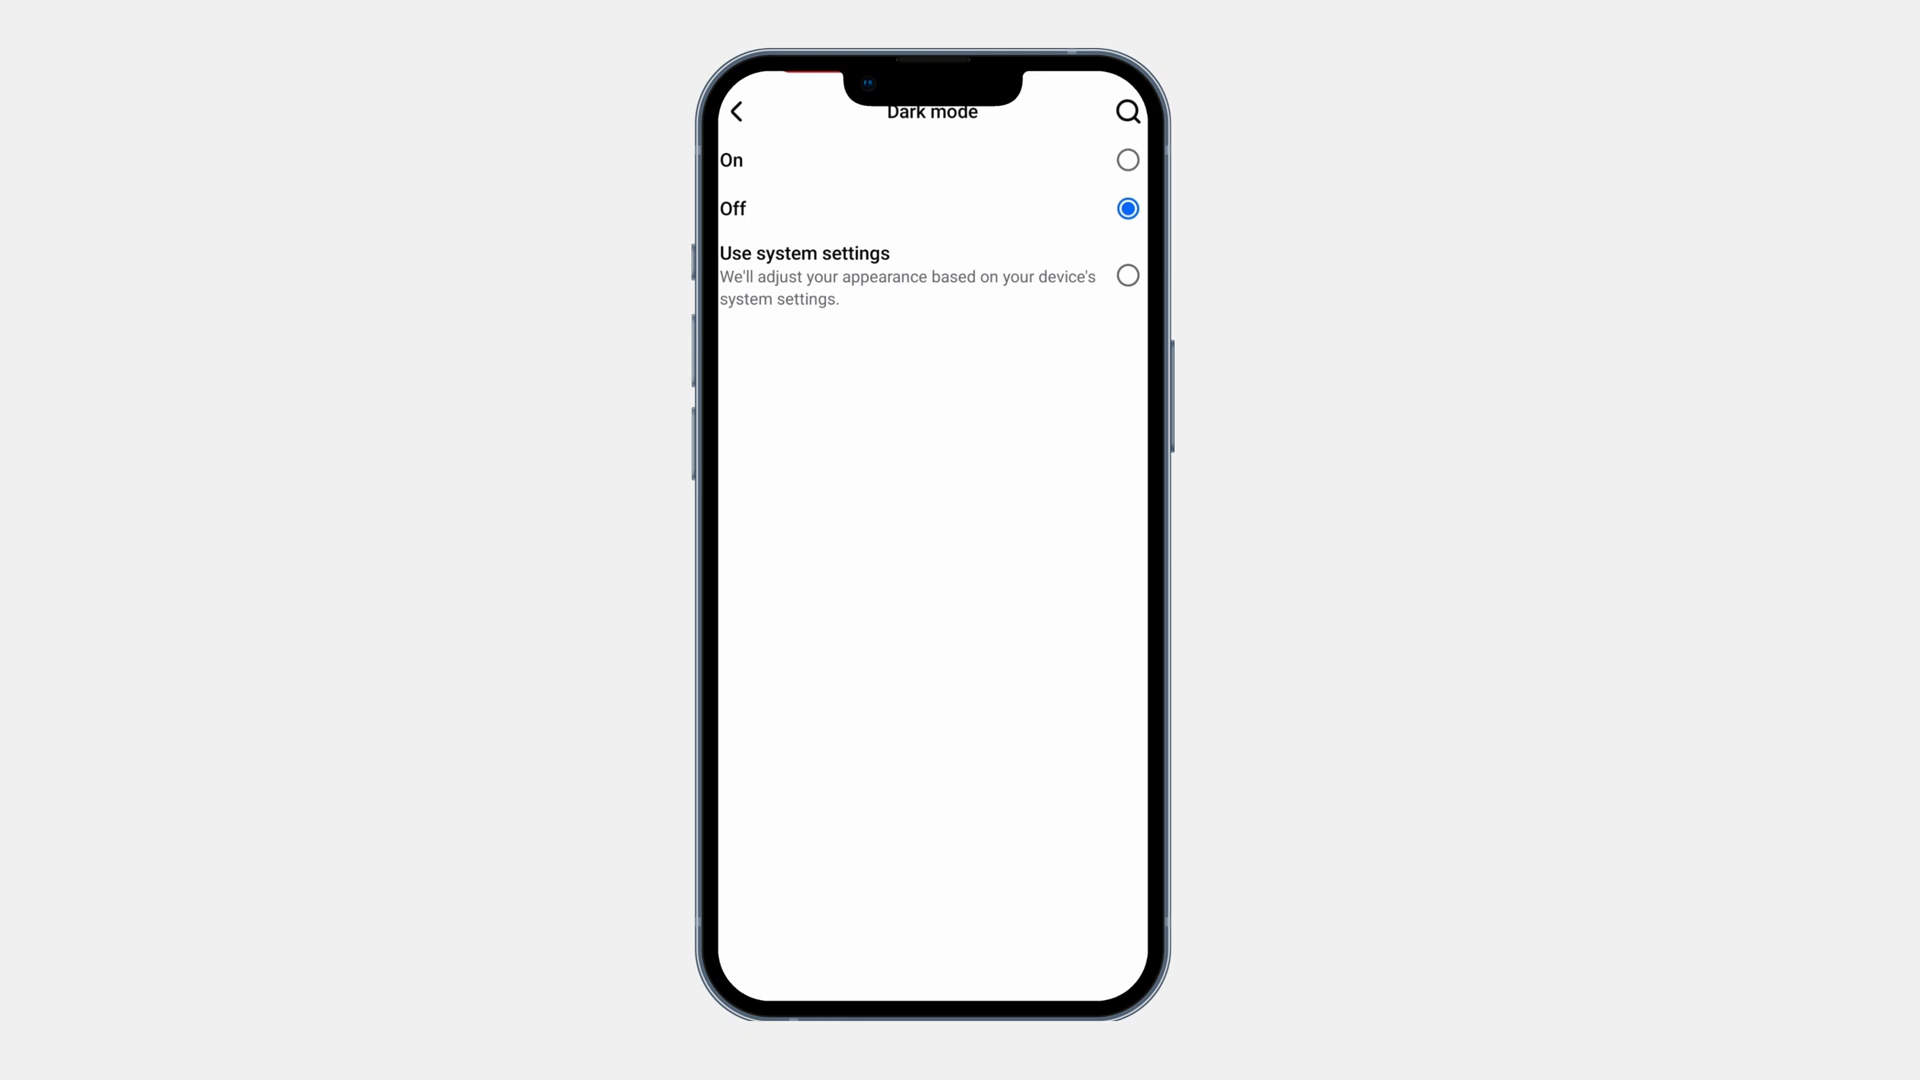 Dark mode
On
Off
Use system settings
We'll adjust your appearance based on your device's
system settings.